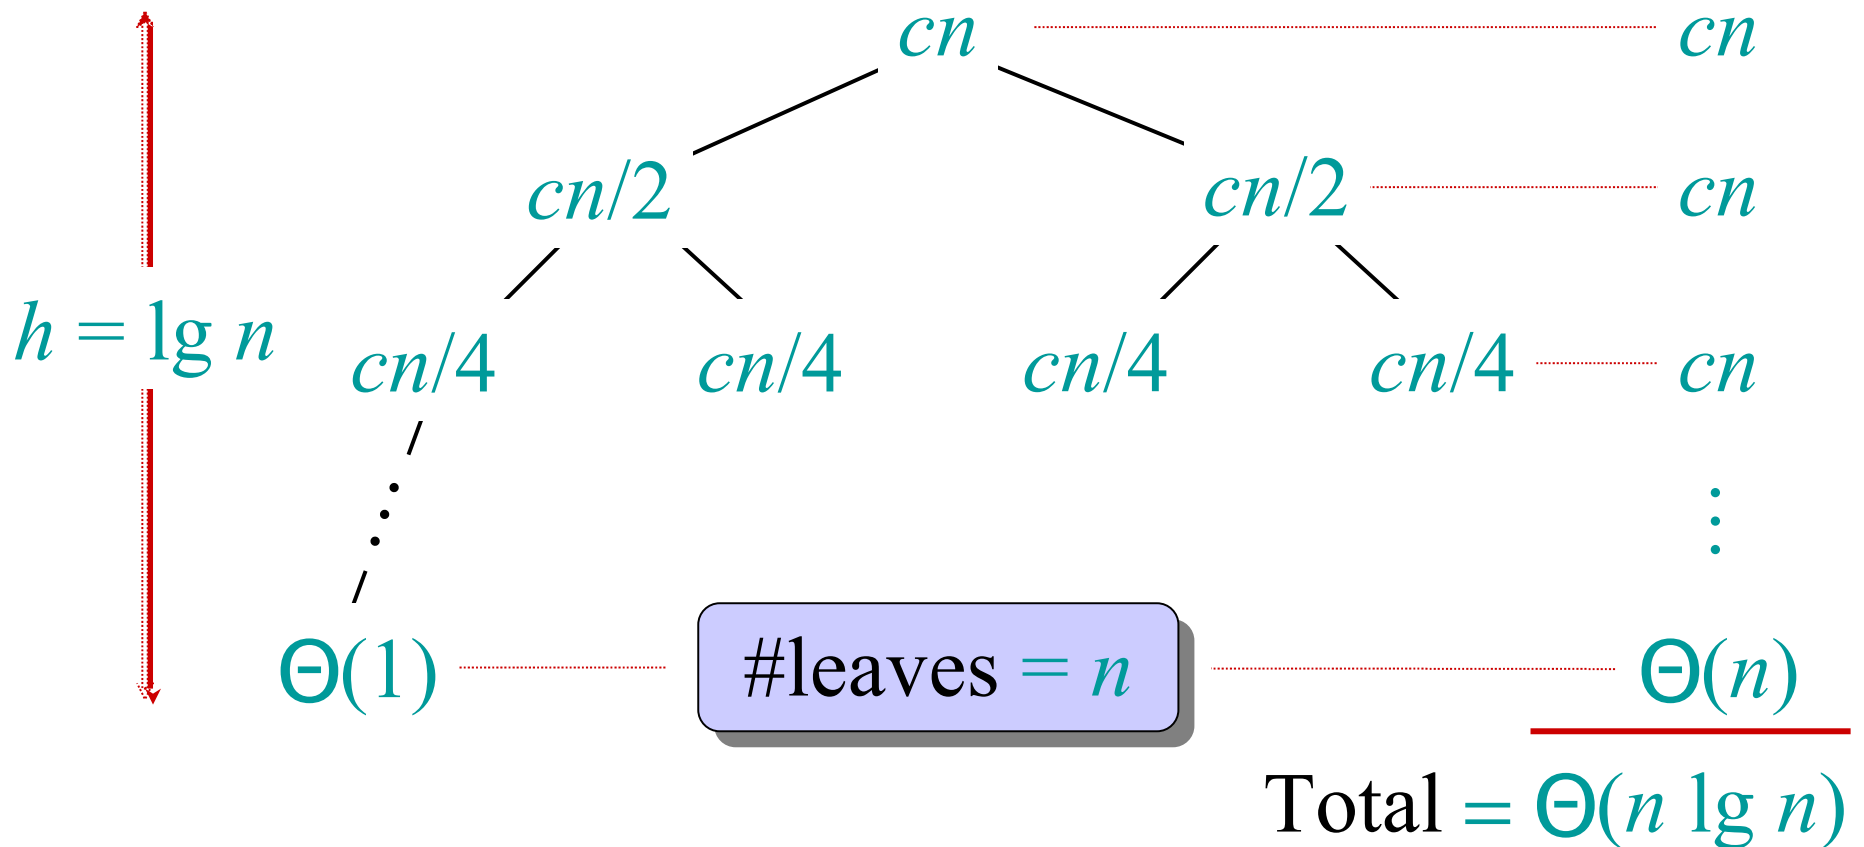 cn cn
cn/2 cn/2 cn
h = lg n
cn/4 cn/4 cn/4 cn/4 cn
Θ(1) #leaves = n Θ(n)
Total = Θ(n lg n)